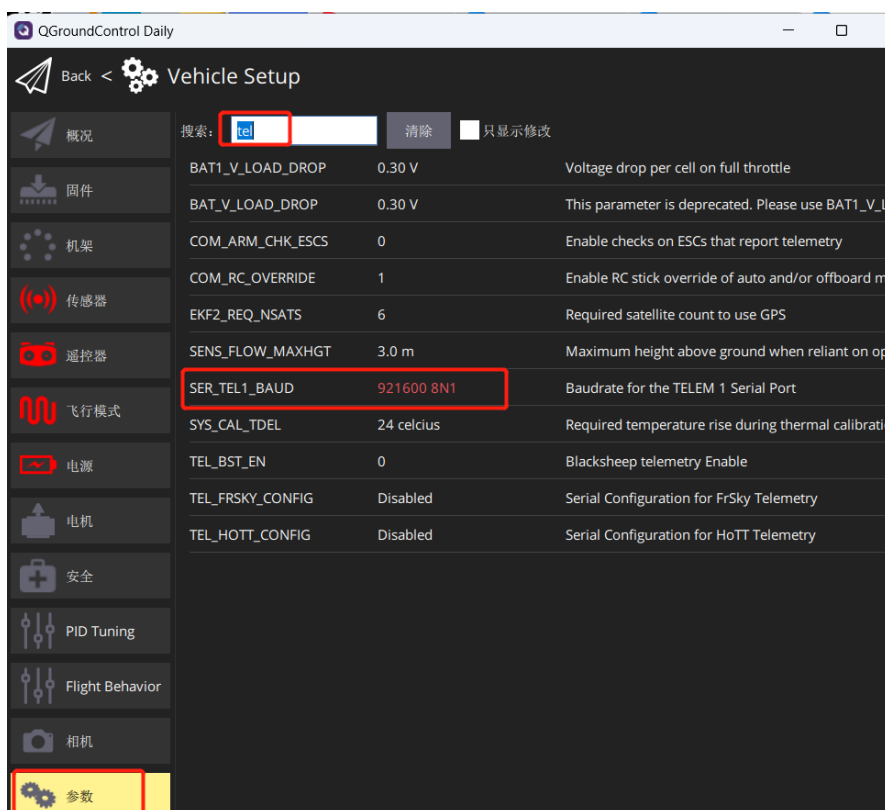 QGroundControl Daily
Back < Vehicle Setup
概况
固件
机架
传感器
遥控器
飞行模式
电源
电机
安全
PID Tuning
Flight Behavior
相机
参数
搜索: tel 清除 只显示修改
BAT1_V_LOAD_DROP 0.30 V Voltage drop per cell on full throttle
BAT_V_LOAD_DROP 0.30 V This parameter is deprecated. Please use BAT1_V_L
COM_ARM_CHK_ESCS 0 Enable checks on ESCs that report telemetry
COM_RC_OVERRIDE 1 Enable RC stick override of auto and/or offboard m
EKF2_REQ_NSATS 6 Required satellite count to use GPS
SENS_FLOW_MAXHGT 3.0 m Maximum height above ground when reliant on op
SER_TEL1_BAUD 921600 8N1 Baudrate for the TELEM 1 Serial Port
SYS_CAL_TDEL 24 celcius Required temperature rise during thermal calibrati
TEL_BST_EN 0 Blacksheep telemetry Enable
TEL_FRSKY_CONFIG Disabled Serial Configuration for FrSky Telemetry
TEL_HOTT_CONFIG Disabled Serial Configuration for HoTT Telemetry